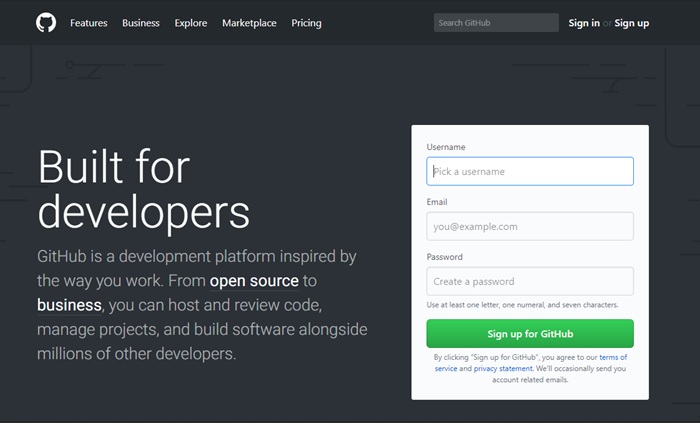 Features Business Explore Marketplace Pricing Search GitHub Sign in or Sign up
Built for
developers
GitHub is a development platform inspired by
the way you work. From open source to
business, you can host and review code,
manage projects, and build software alongside
millions of other developers.
Username
Pick a username
Email
you@example.com
Password
Create a password
Use at least one letter, one numeral, and seven characters.
Sign up for GitHub
By clicking "Sign up for GitHub", you agree to our terms of
service and privacy statement. We'll occasionally send you
account related emails.